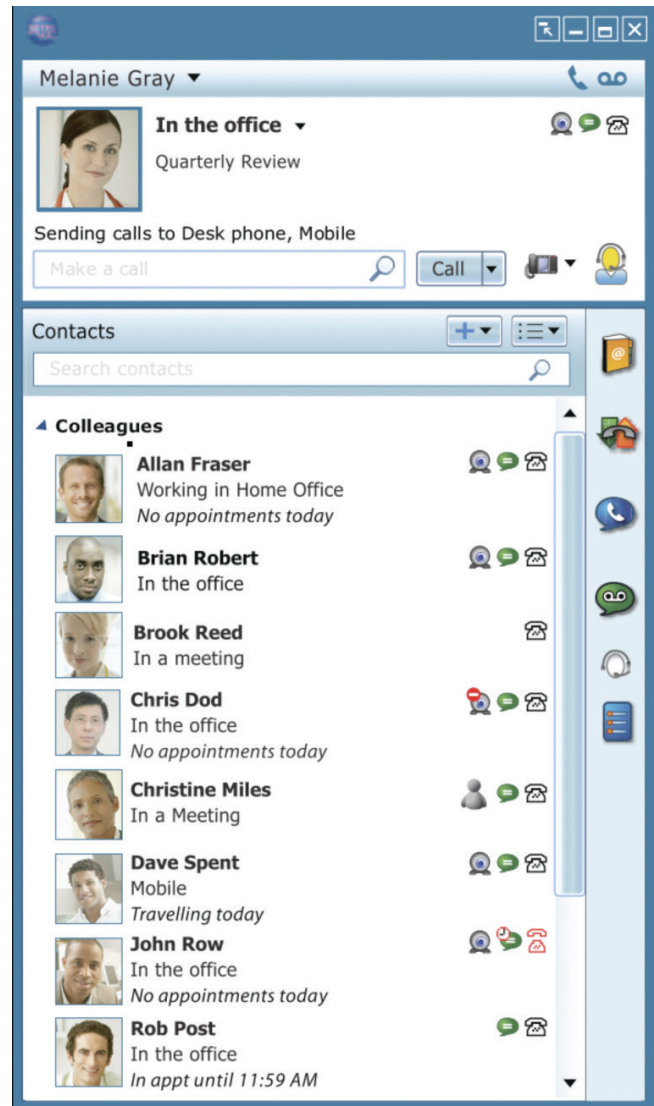 Melanie Gray
In the office
Quarterly Review
Sending calls to Desk phone, Mobile
Make a call
Call
Contacts
Search contacts
Colleagues
Allan Fraser
Working in Home Office
No appointments today
Brian Robert
In the office
Brook Reed
In a meeting
Chris Dod
In the office
No appointments today
Christine Miles
In a Meeting
Dave Spent
Mobile
Travelling today
John Row
In the office
No appointments today
Rob Post
In the office
In appt until 11:59 AM